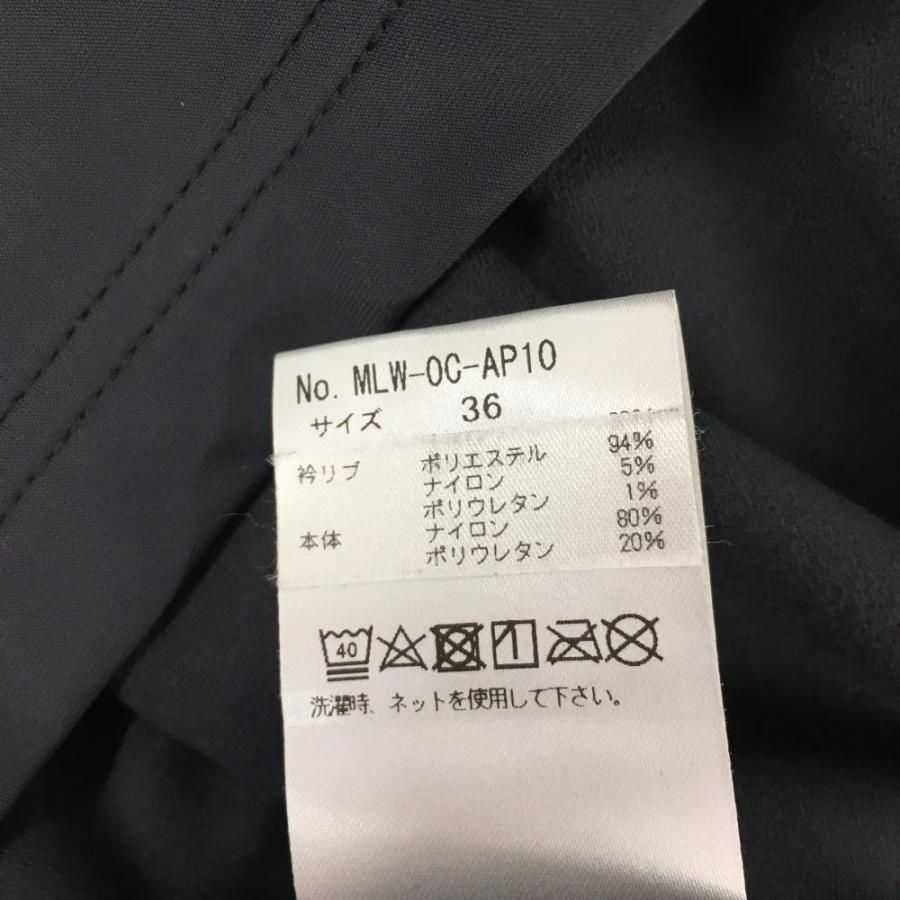 No. MLW-OC-AP10
サイズ 36
衿リブ ポリエステル 94%
ナイロン 5%
ポリウレタン 1%
本体 ナイロン 80%
ポリウレタン 20%
40
洗濯時、ネットを使用して下さい。